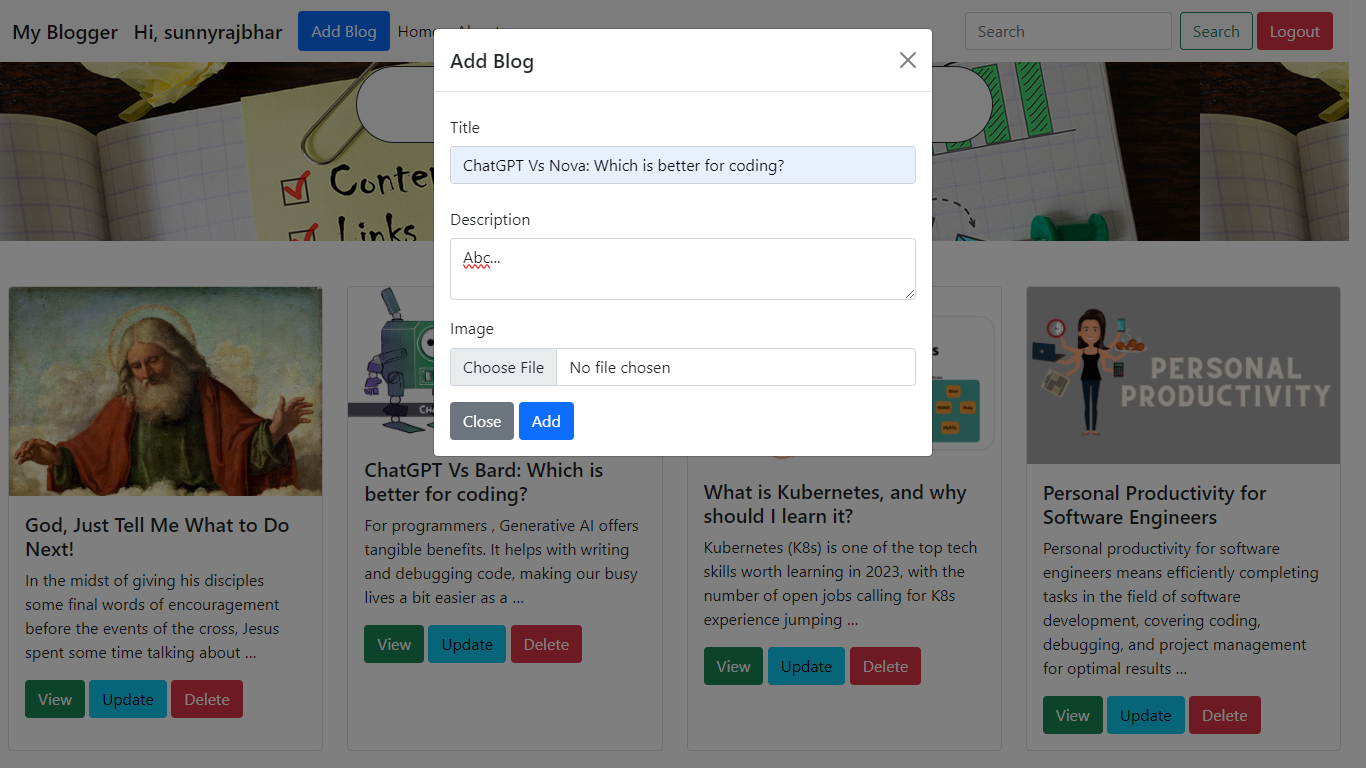 My Blogger Hi, sunnyrajbhar Add Blog Home Search Search Logout
Add Blog
Title
ChatGPT Vs Nova: Which is better for coding?
Description
Abc...
Image
Choose File No file chosen
Close Add
Links
PERSONAL
PRODUCTIVITY
God, Just Tell Me What to Do
Next!
In the midst of giving his disciples
some final words of encouragement
before the events of the cross, Jesus
spent some time talking about ...
View Update Delete
ChatGPT Vs Bard: Which is
better for coding?
For programmers , Generative AI offers
tangible benefits. It helps with writing
and debugging code, making our busy
lives a bit easier as a ...
View Update Delete
What is Kubernetes, and why
should I learn it?
Kubernetes (K8s) is one of the top tech
skills worth learning in 2023, with the
number of open jobs calling for K8s
experience jumping ...
View Update Delete
Personal Productivity for
Software Engineers
Personal productivity for software
engineers means efficiently completing
tasks in the field of software
development, covering coding,
debugging, and project management
for optimal results ...
View Update Delete